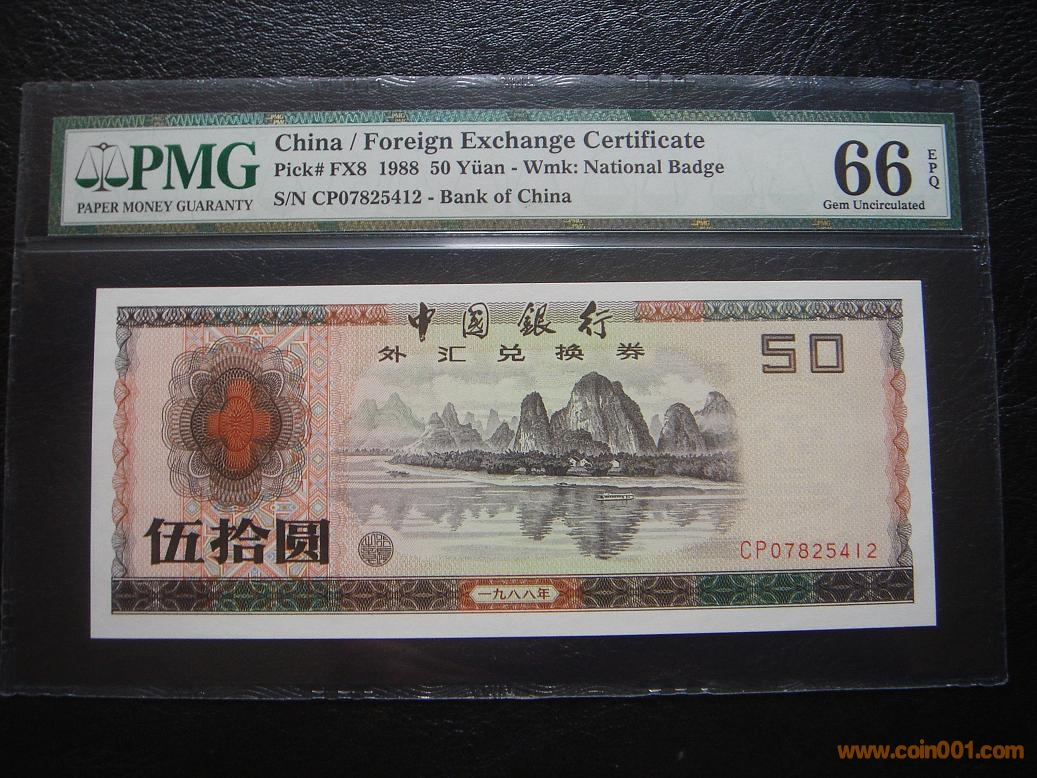 PMG
PAPER MONEY GUARANTY
China / Foreign Exchange Certificate
Pick# FX8 1988 50 Yüan - Wmk: National Badge
S/N CP07825412 - Bank of China
66
EPQ
Gem Uncirculated
中國銀行
外汇兑换券
50
伍拾圆
CP07825412
一九八八年
www.coin001.com